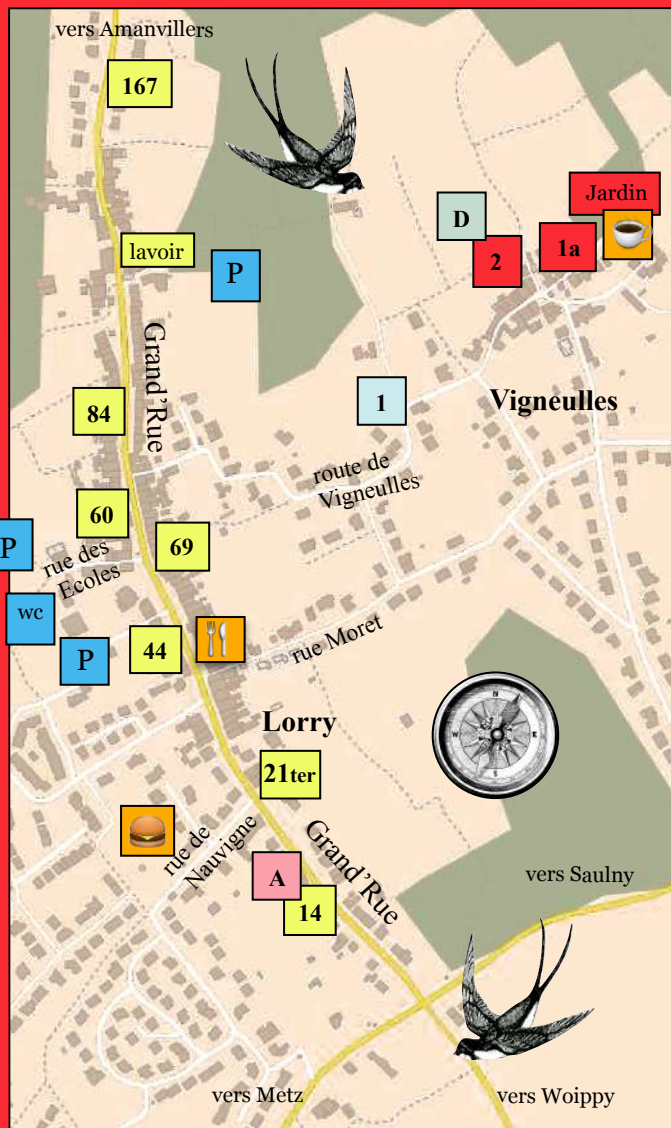 vers Amanvillers
167
Jardin
D
2
1a
lavoir
P
Grand'Rue
84
1
Vigneulles
route de
Vigneulles
60
69
P
rue des
Ecoles
wc
44
P
rue Moret
Lorry
21ter
rue de
Nauvigne
Grand'Rue
A
14
N
W
E
S
vers Saulny
vers Metz
vers Woippy